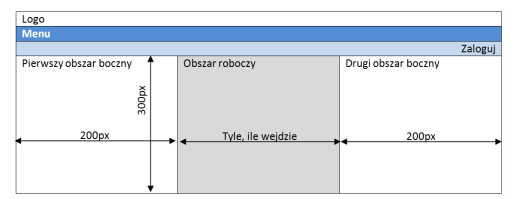 Logo
Menu
Zaloguj
Pierwszy obszar boczny
Obszar roboczy
Drugi obszar boczny
300px
200px
Tyle, ile wejdzie
200px